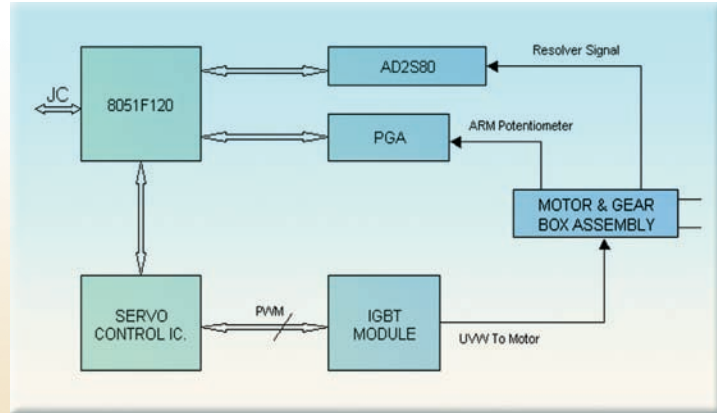 Resolver Signal
AD2S80
JC
8051F120
ARM Potentiometer
PGA
MOTOR & GEAR
BOX ASSEMBLY
SERVO
CONTROL IC.
PWM
IGBT
MODULE
UVW To Motor